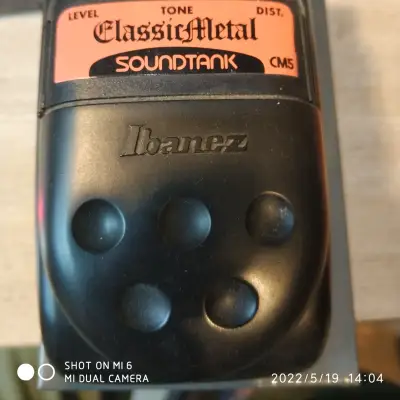 LEVEL TONE DIST.
ClassicMetal
SOUNDTANK CM5
Ibanez
SHOT ON MI 6
MI DUAL CAMERA
2022/5/19 14:04